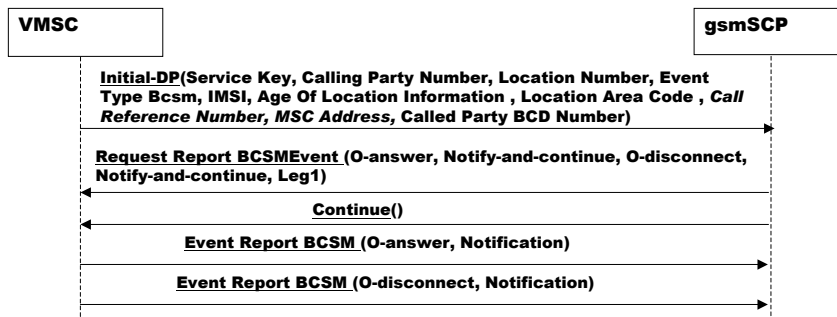 VMSC
gsmSCP
Initial-DP(Service Key, Calling Party Number, Location Number, Event
Type Bcsm, IMSI, Age Of Location Information , Location Area Code , Call
Reference Number, MSC Address, Called Party BCD Number)
Request Report BCSMEvent (O-answer, Notify-and-continue, O-disconnect,
Notify-and-continue, Leg1)
Continue()
Event Report BCSM (O-answer, Notification)
Event Report BCSM (O-disconnect, Notification)